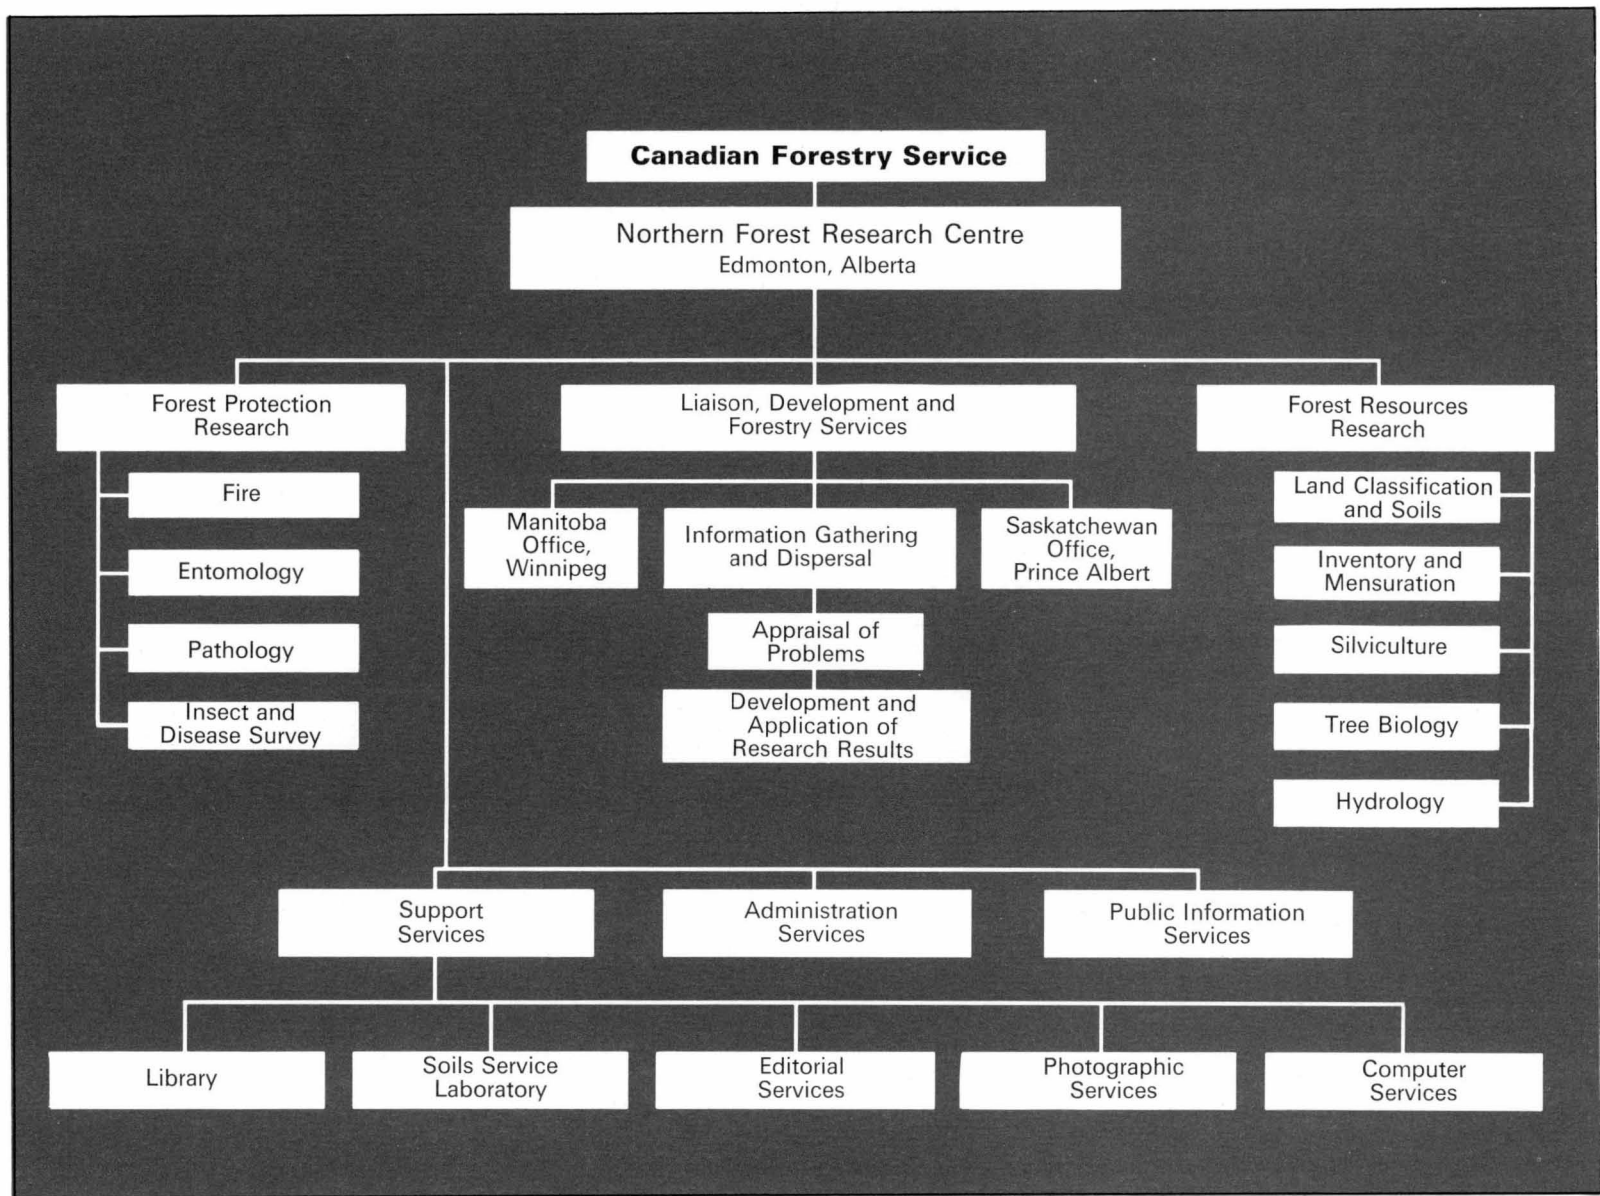 Canadian Forestry Service
Northern Forest Research Centre
Edmonton, Alberta
Forest Protection
Research
Fire
Entomology
Pathology
Insect and
Disease Survey
Liaison, Development and
Forestry Services
Manitoba
Office,
Winnipeg
Information Gathering
and Dispersal
Saskatchewan
Office,
Prince Albert
Appraisal of
Problems
Development and
Application of
Research Results
Forest Resources
Research
Land Classification
and Soils
Inventory and
Mensuration
Silviculture
Tree Biology
Hydrology
Support
Services
Administration
Services
Public Information
Services
Library
Soils Service
Laboratory
Editorial
Services
Photographic
Services
Computer
Services